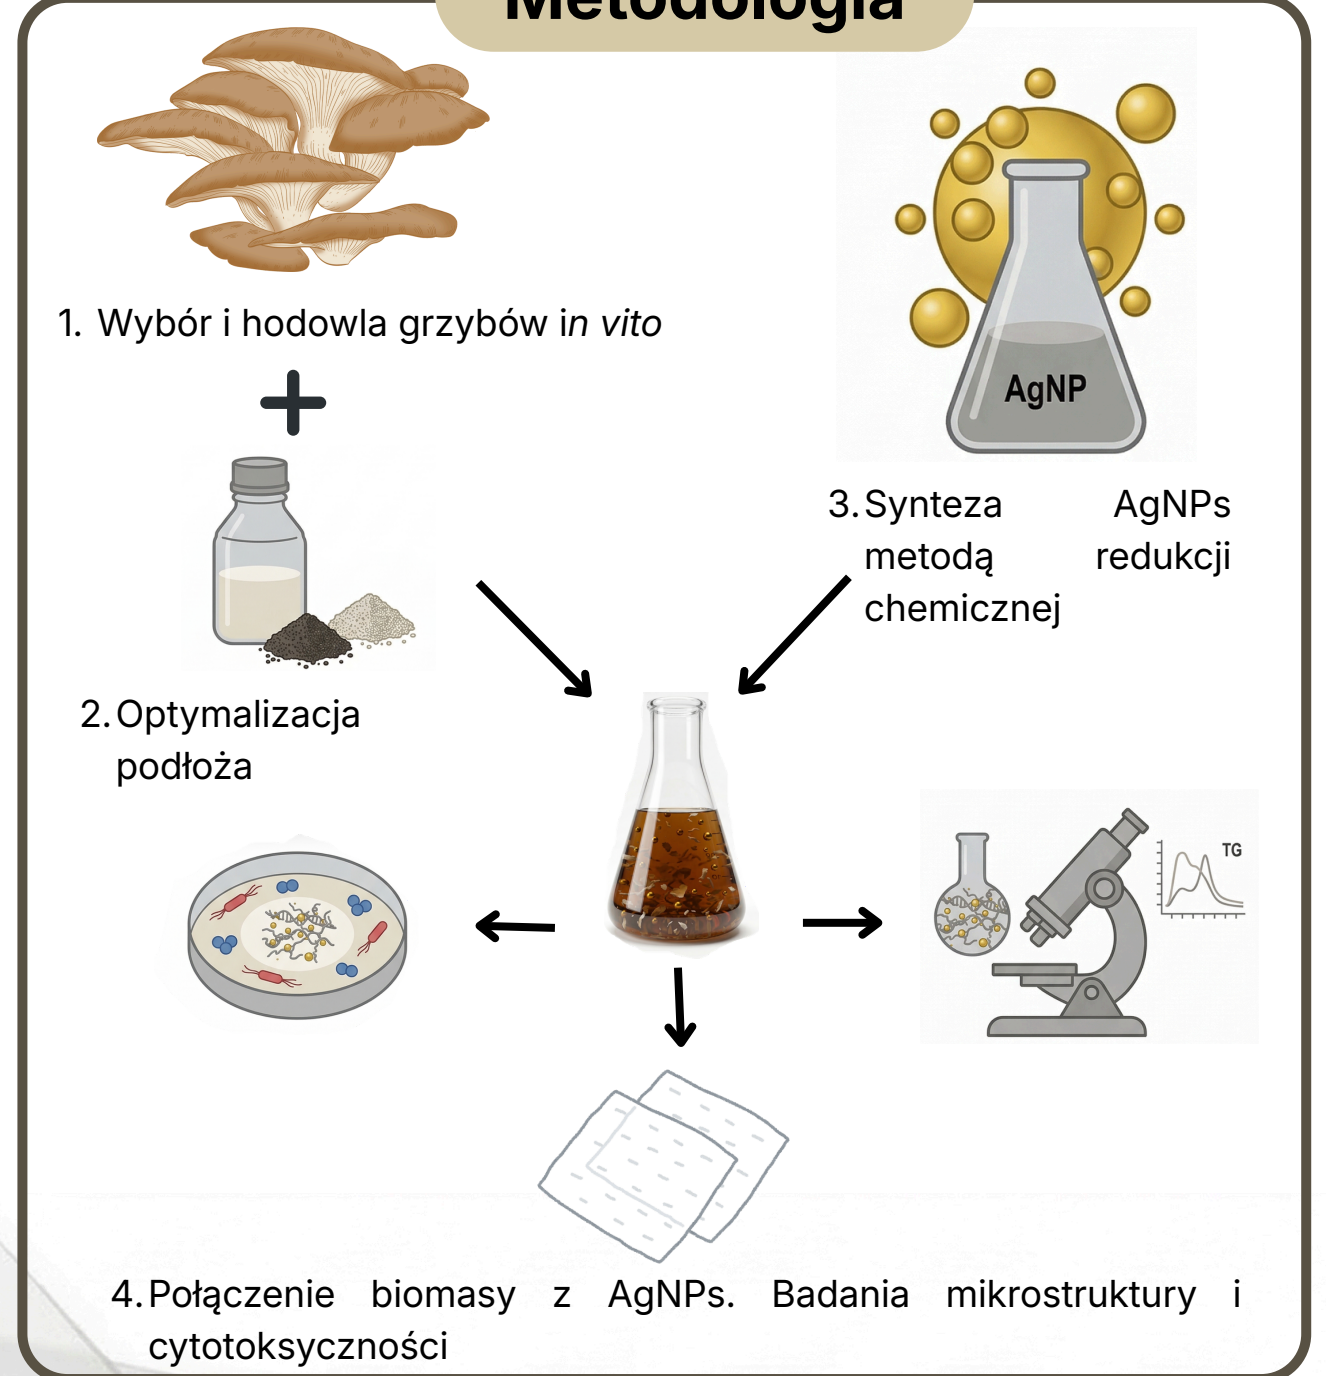 Metodologia
1. Wybór i hodowla grzybów in vito
AgNP
3. Synteza AgNPs
metodą redukcji
chemicznej
2. Optymalizacja
podłoża
TG
4. Połączenie biomasy z AgNPs. Badania mikrostruktury i
cytotoksyczności